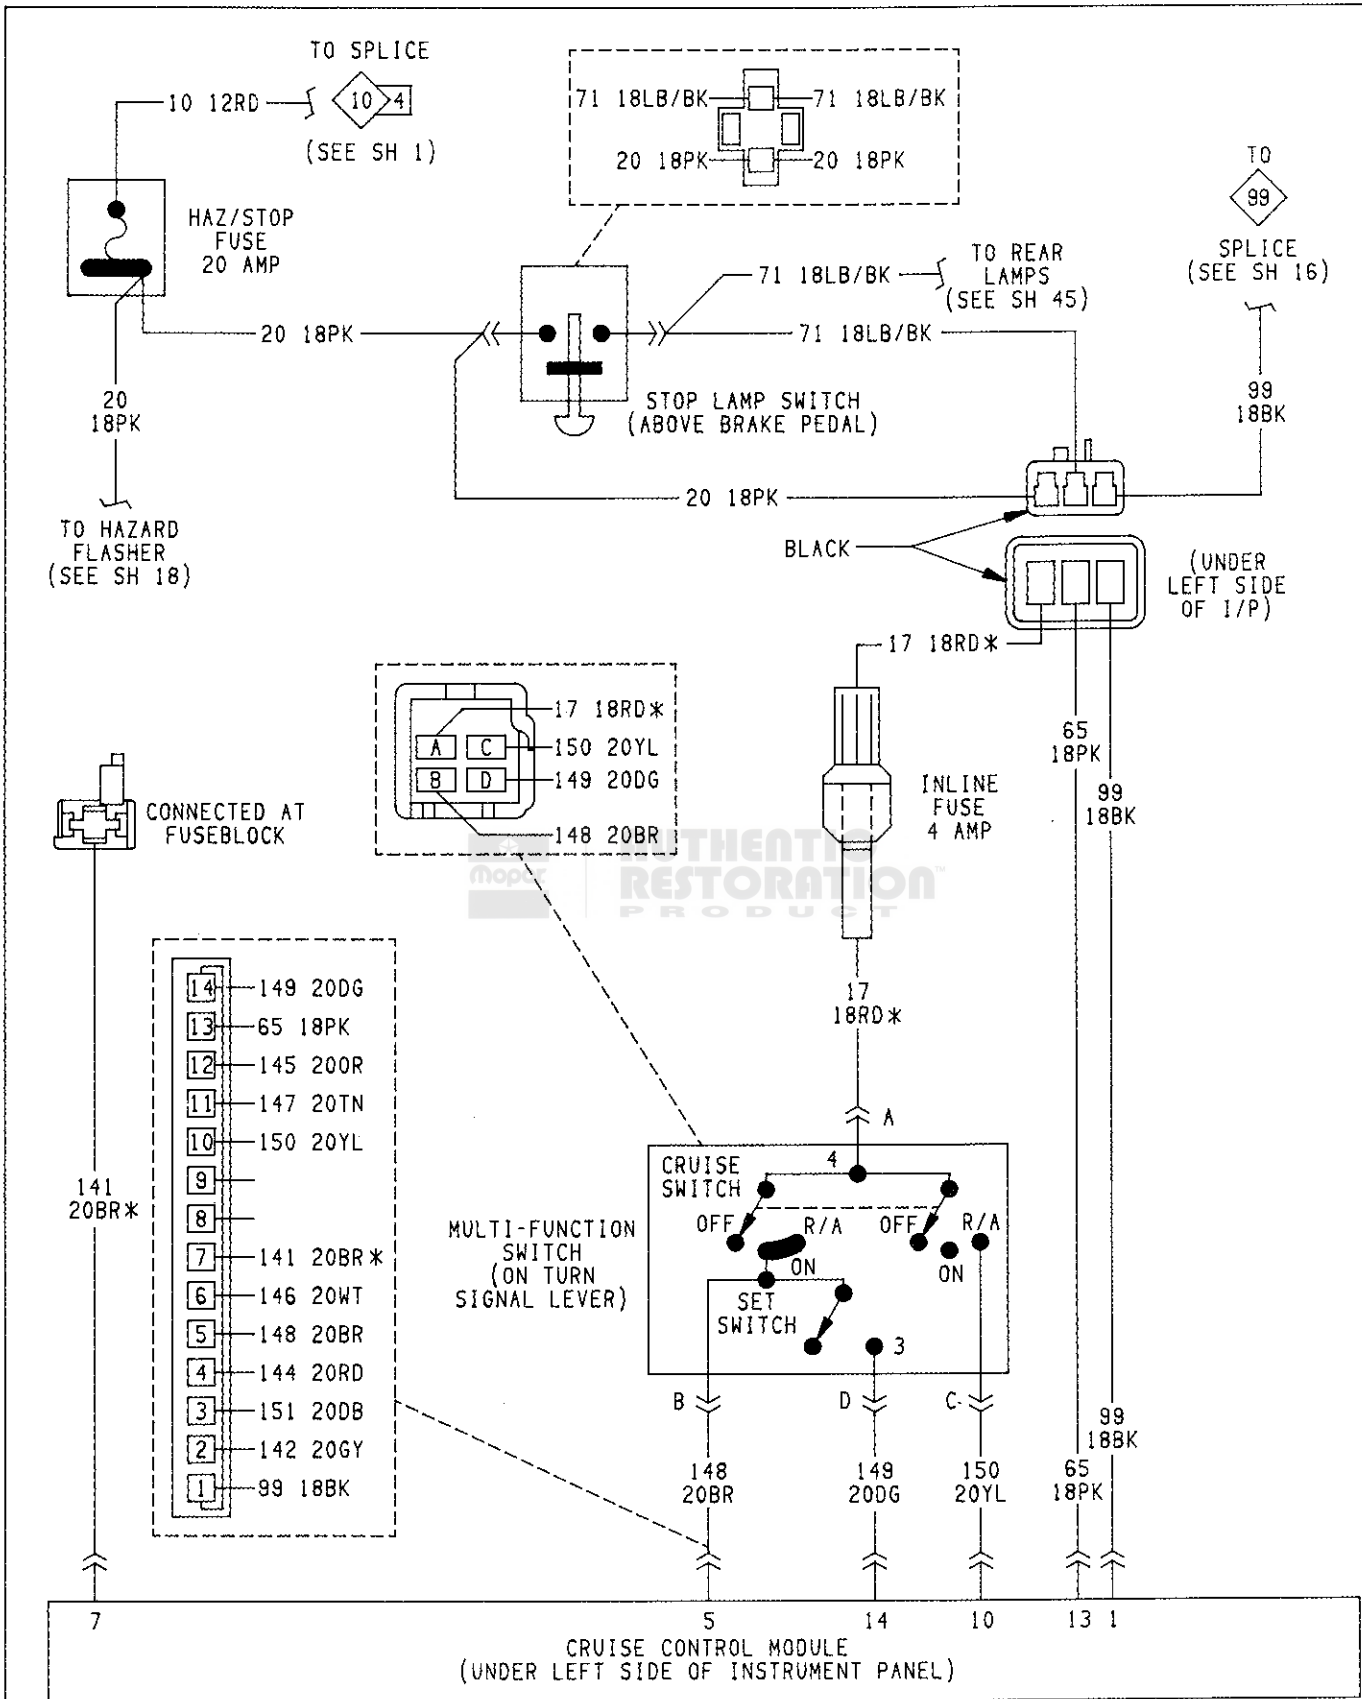 TO SPLICE
10 12RD
10 4
(SEE SH 1)
HAZ/STOP
FUSE
20 AMP
71 18LB/BK
71 18LB/BK
20 18PK
20 18PK
TO
99
SPLICE
(SEE SH 16)
71 18LB/BK
TO REAR
LAMPS
(SEE SH 45)
20 18PK
71 18LB/BK
STOP LAMP SWITCH
(ABOVE BRAKE PEDAL)
20
18PK
99
18BK
20 18PK
TO HAZARD
FLASHER
(SEE SH 18)
BLACK
(UNDER
LEFT SIDE
OF I/P)
17 18RD*
A
C
B
D
17 18RD*
150 20YL
149 20DG
148 20BR
65
18PK
99
18BK
INLINE
FUSE
4 AMP
CONNECTED AT
FUSEBLOCK
Mopar
AUTHENTIC
RESTORATION™
PRODUCT
14 149 20DG
13 65 18PK
12 145 20OR
11 147 20TN
10 150 20YL
9
8
7 141 20BR*
6 146 20WT
5 148 20BR
4 144 20RD
3 151 20DB
2 142 20GY
1 99 18BK
141
20BR*
17
18RD*
A
CRUISE
SWITCH
4
OFF
R/A
ON
OFF
R/A
ON
SET
SWITCH
3
MULTI-FUNCTION
SWITCH
(ON TURN
SIGNAL LEVER)
B
D
C
148
20BR
149
20DG
150
20YL
65
18PK
99
18BK
7
5
14
10
13
1
CRUISE CONTROL MODULE
(UNDER LEFT SIDE OF INSTRUMENT PANEL)